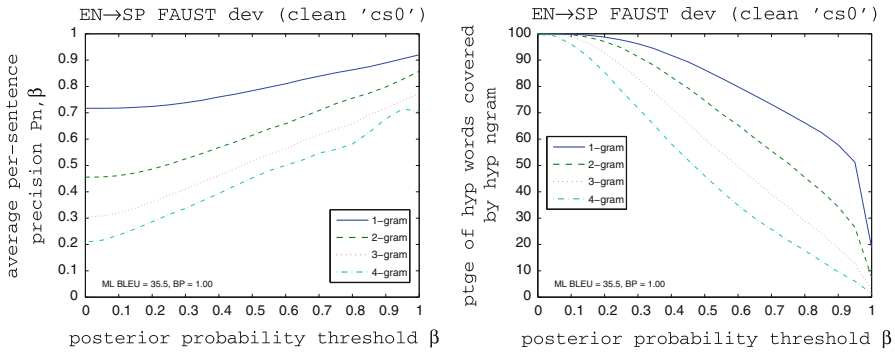 EN→SP FAUST dev (clean 'cs0')
average per-sentence
precision Pn,β
1
0.9
0.8
0.7
0.6
0.5
0.4
0.3
0.2
0.1
0
1-gram
2-gram
3-gram
4-gram
ML BLEU = 35.5, BP = 1.00
0 0.1 0.2 0.3 0.4 0.5 0.6 0.7 0.8 0.9 1
posterior probability threshold β
EN→SP FAUST dev (clean 'cs0')
ptge of hyp words covered
by hyp ngram
100
90
80
70
60
50
40
30
20
10
0
1-gram
2-gram
3-gram
4-gram
ML BLEU = 35.5, BP = 1.00
0 0.1 0.2 0.3 0.4 0.5 0.6 0.7 0.8 0.9 1
posterior probability threshold β